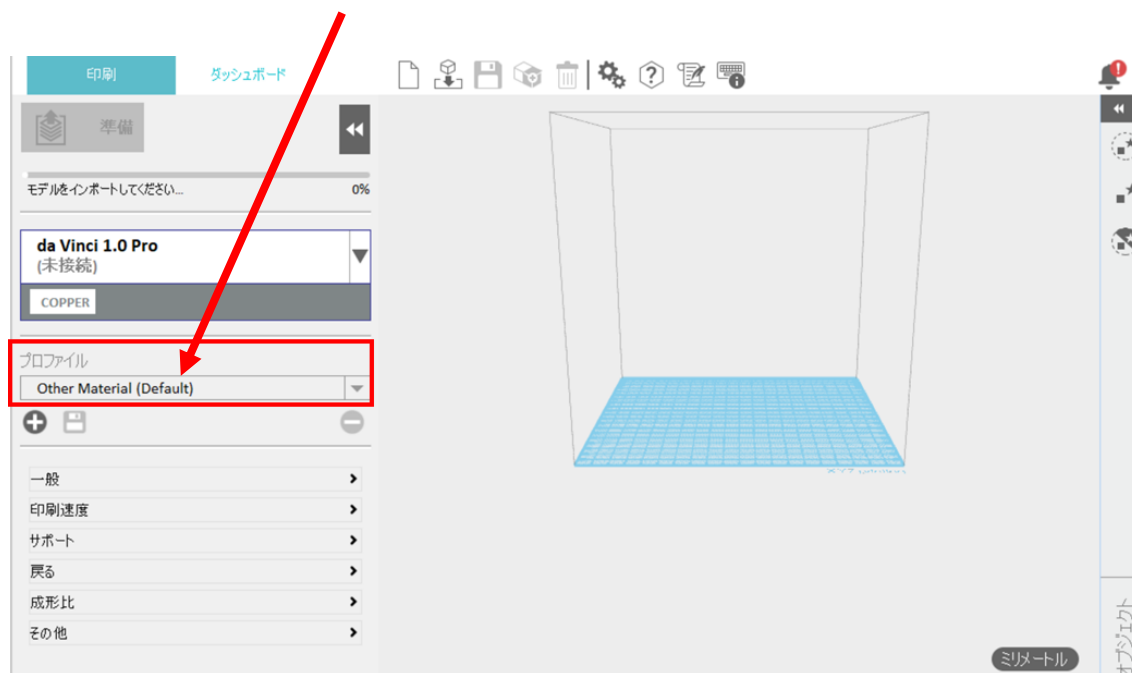 印刷
ダッシュボード
準備
モデルをインポートしてください...
0%
da Vinci 1.0 Pro
(未接続)
COPPER
プロファイル
Other Material (Default)
一般
印刷速度
サポート
戻る
成形比
その他
ミリメートル
オブジェクト